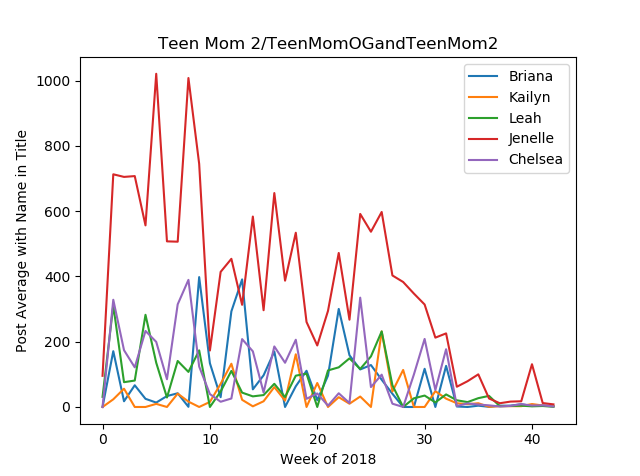 Teen Mom 2/TeenMomOGandTeenMom2
Briana
Kailyn
Leah
Jenelle
Chelsea
Post Average with Name in Title
1000
800
600
400
200
0
0
10
20
30
40
Week of 2018